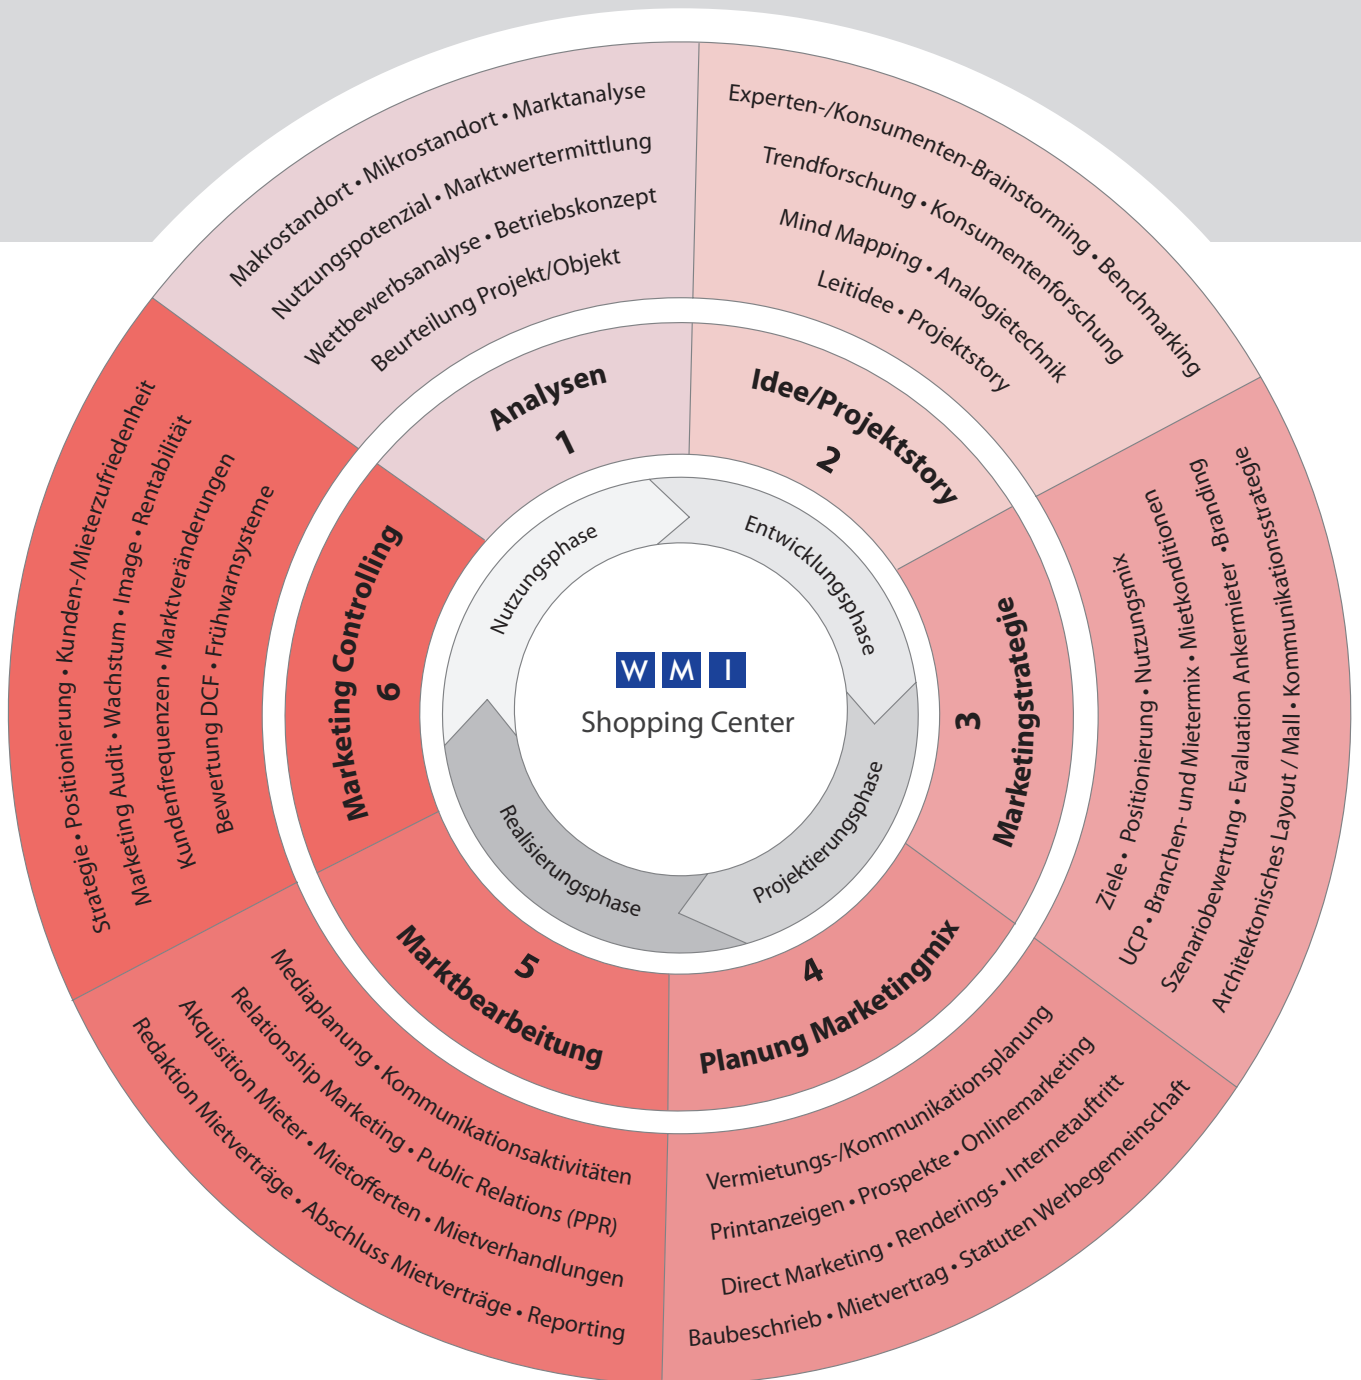 Makrostandort • Mikrostandort • Marktanalyse
Nutzungspotenzial • Marktwertermittlung
Wettbewerbsanalyse • Betriebskonzept
Beurteilung Projekt/Objekt
Analysen
1
Experten-/Konsumenten-Brainstorming • Benchmarking
Trendforschung • Konsumentenforschung
Mind Mapping • Analogietechnik
Leitidee • Projektstory
Idee/Projektstory
2
Ziele • Positionierung • Nutzungsmix
UCP • Branchen- und Mietermix • Mietkonditionen
Szenariobewertung • Evaluation Ankermieter • Branding
Architektonisches Layout / Mall • Kommunikationsstrategie
Marketingstrategie
3
4
Planung Marketingmix
Vermietungs-/Kommunikationsplanung
Printanzeigen • Prospekte • Onlinemarketing
Direct Marketing • Renderings • Internetauftritt
Baubeschrieb • Mietvertrag • Statuten Werbegemeinschaft
5
Marktbearbeitung
Mediaplanung • Kommunikationsaktivitäten
Relationship Marketing • Public Relations (PPR)
Akquisition Mieter • Mietofferten • Mietverhandlungen
Redaktion Mietverträge • Abschluss Mietverträge • Reporting
Marketing Controlling
6
Strategie • Positionierung • Kunden-/Mieterzufriedenheit
Marketing Audit • Wachstum • Image • Rentabilität
Kundenfrequenzen • Marktveränderungen
Bewertung DCF • Frühwarnsysteme
Nutzungsphase
Entwicklungsphase
Projektierungsphase
Realisierungsphase
WMI
Shopping Center